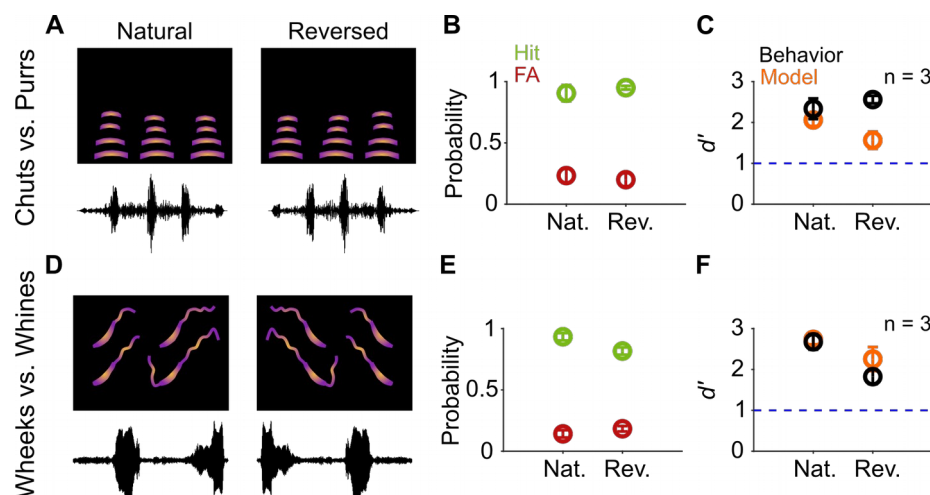 A
Natural
Reversed
Chuts vs. Purrs
B
Hit
FA
Probability
1
0.5
0
Nat.
Rev.
C
Behavior
Model
n = 3
d'
3
2
1
0
Nat.
Rev.
D
Wheeks vs. Whines
E
Probability
1
0.5
0
Nat.
Rev.
F
n = 3
d'
3
2
1
0
Nat.
Rev.